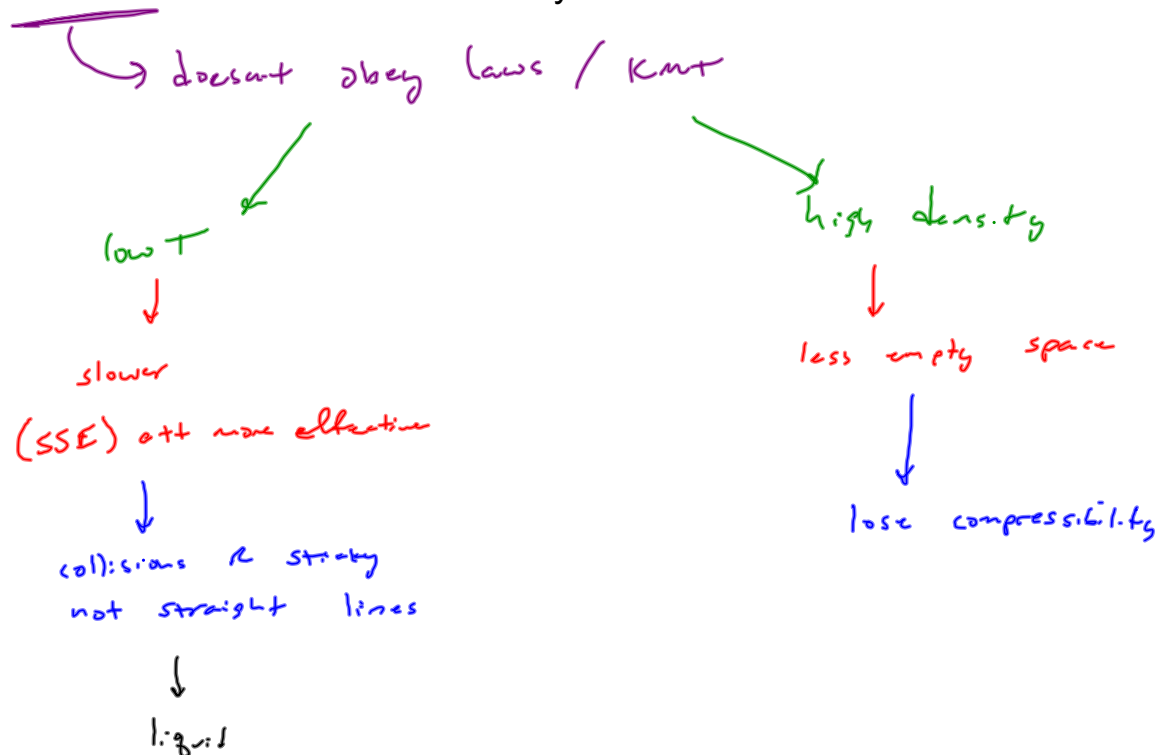 doesnt obey laws / KMT
low T
high density
slower
less empty space
(SSE) att more effective
lose compressibility
collisions R sticky
not straight lines
liquid